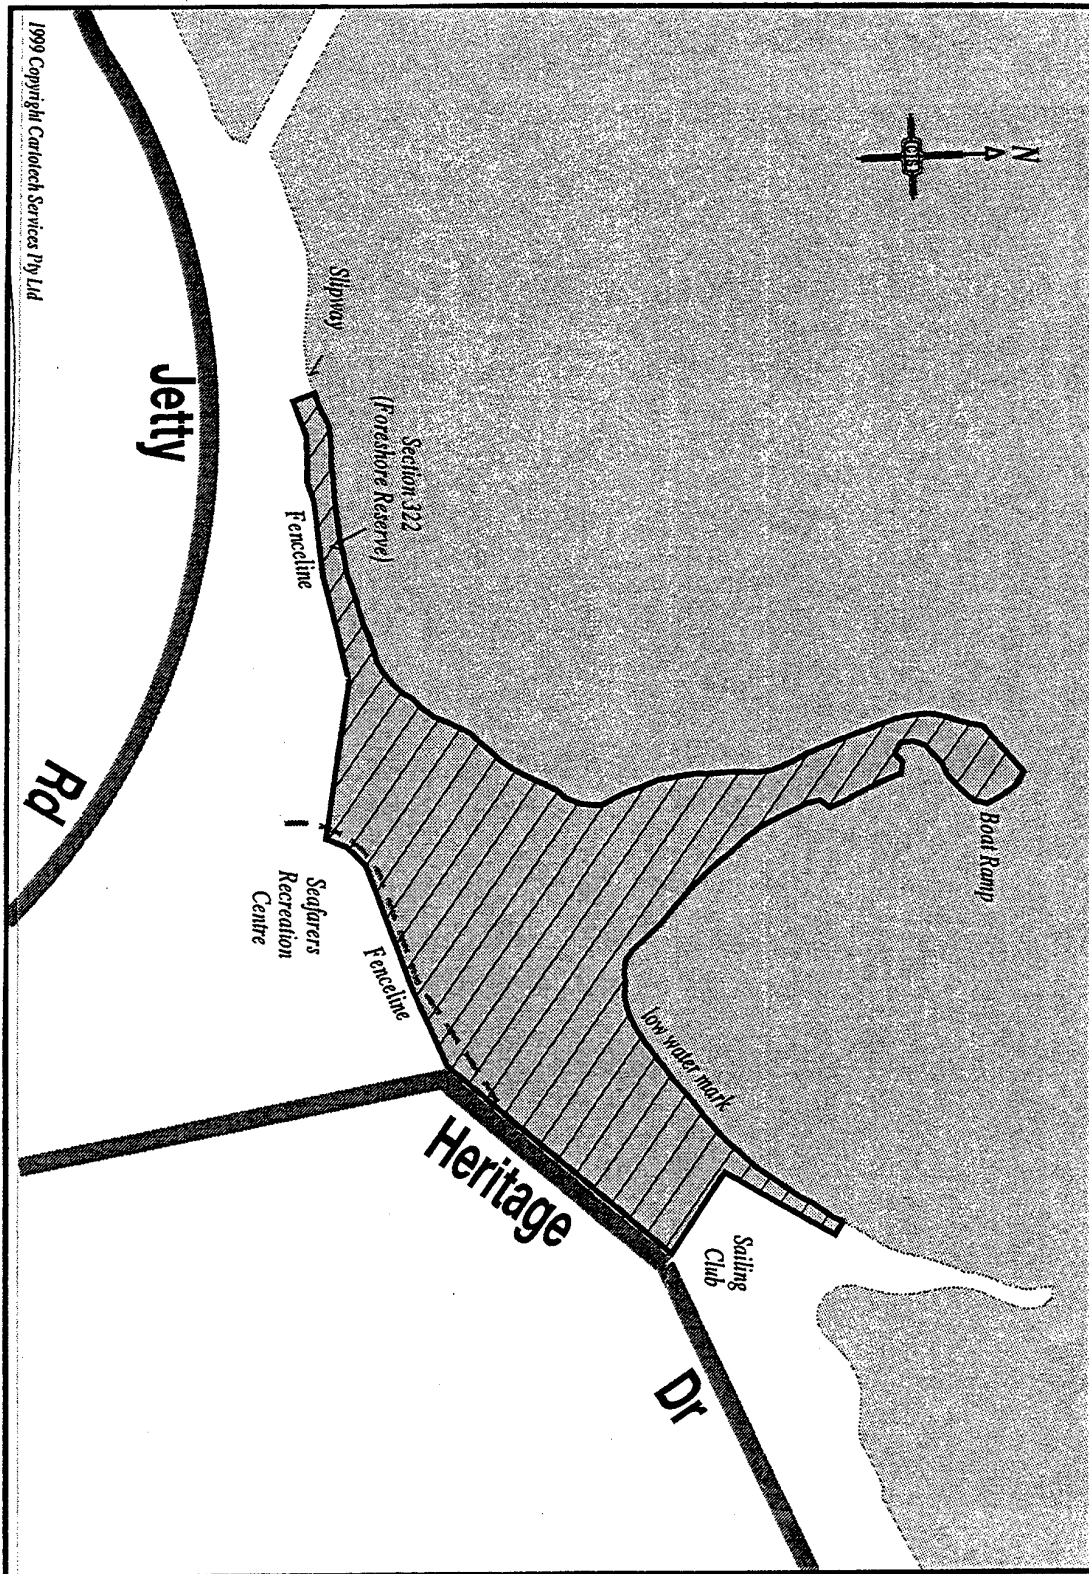 N
CTS
Boat Ramp
Slipway
Section 322
(Foreshore Reserve)
Fenceline
low water mark
Sailing
Club
Seafarers
Recreation
Centre
Fenceline
Heritage
Dr
Jetty
Rd
1999 Copyright Cartotech Services Pty Ltd